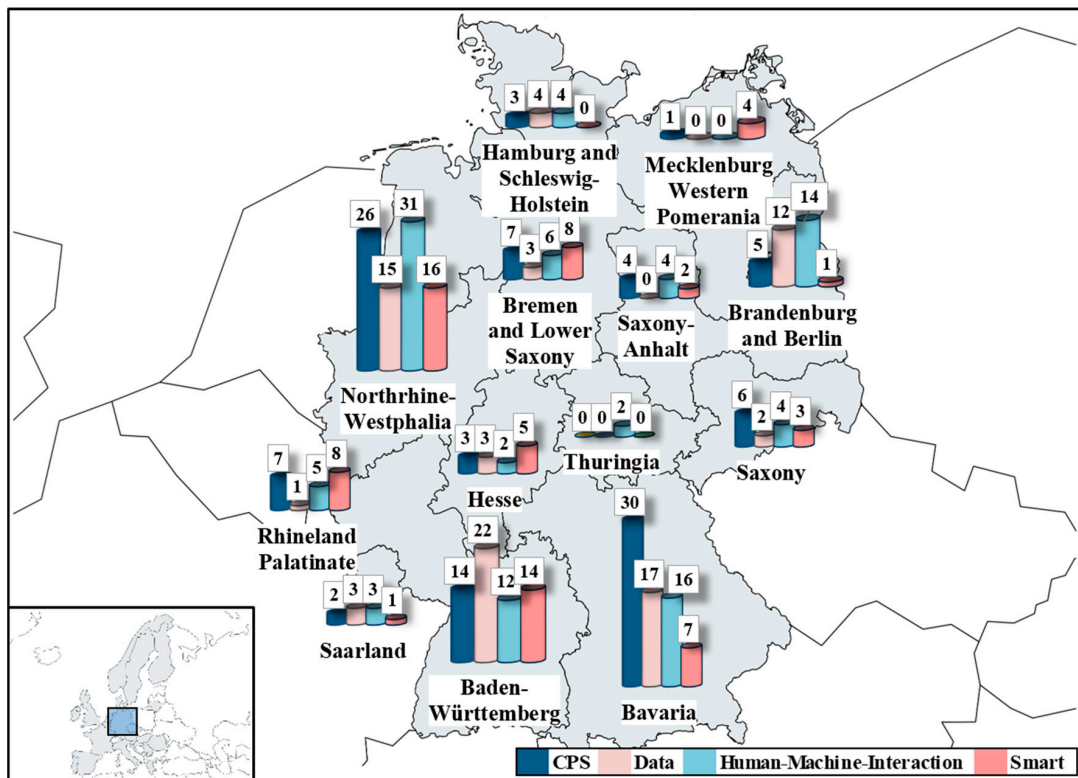 3 4 4 0
Hamburg and
Schleswig-
Holstein
1 0 0 4
Mecklenburg
Western
Pomerania
26 15 31 16
Northrhine-
Westphalia
7 3 6 8
Bremen
and Lower
Saxony
4 0 4 2
Saxony-
Anhalt
5 12 14 1
Brandenburg
and Berlin
7 1 5 8
Rhineland
Palatinate
3 3 2 5
Hesse
0 0 2 0
Thuringia
6 2 4 3
Saxony
2 3 3 1
Saarland
14 22 12 14
Baden-
Württemberg
30 17 16 7
Bavaria
CPS Data Human-Machine-Interaction Smart